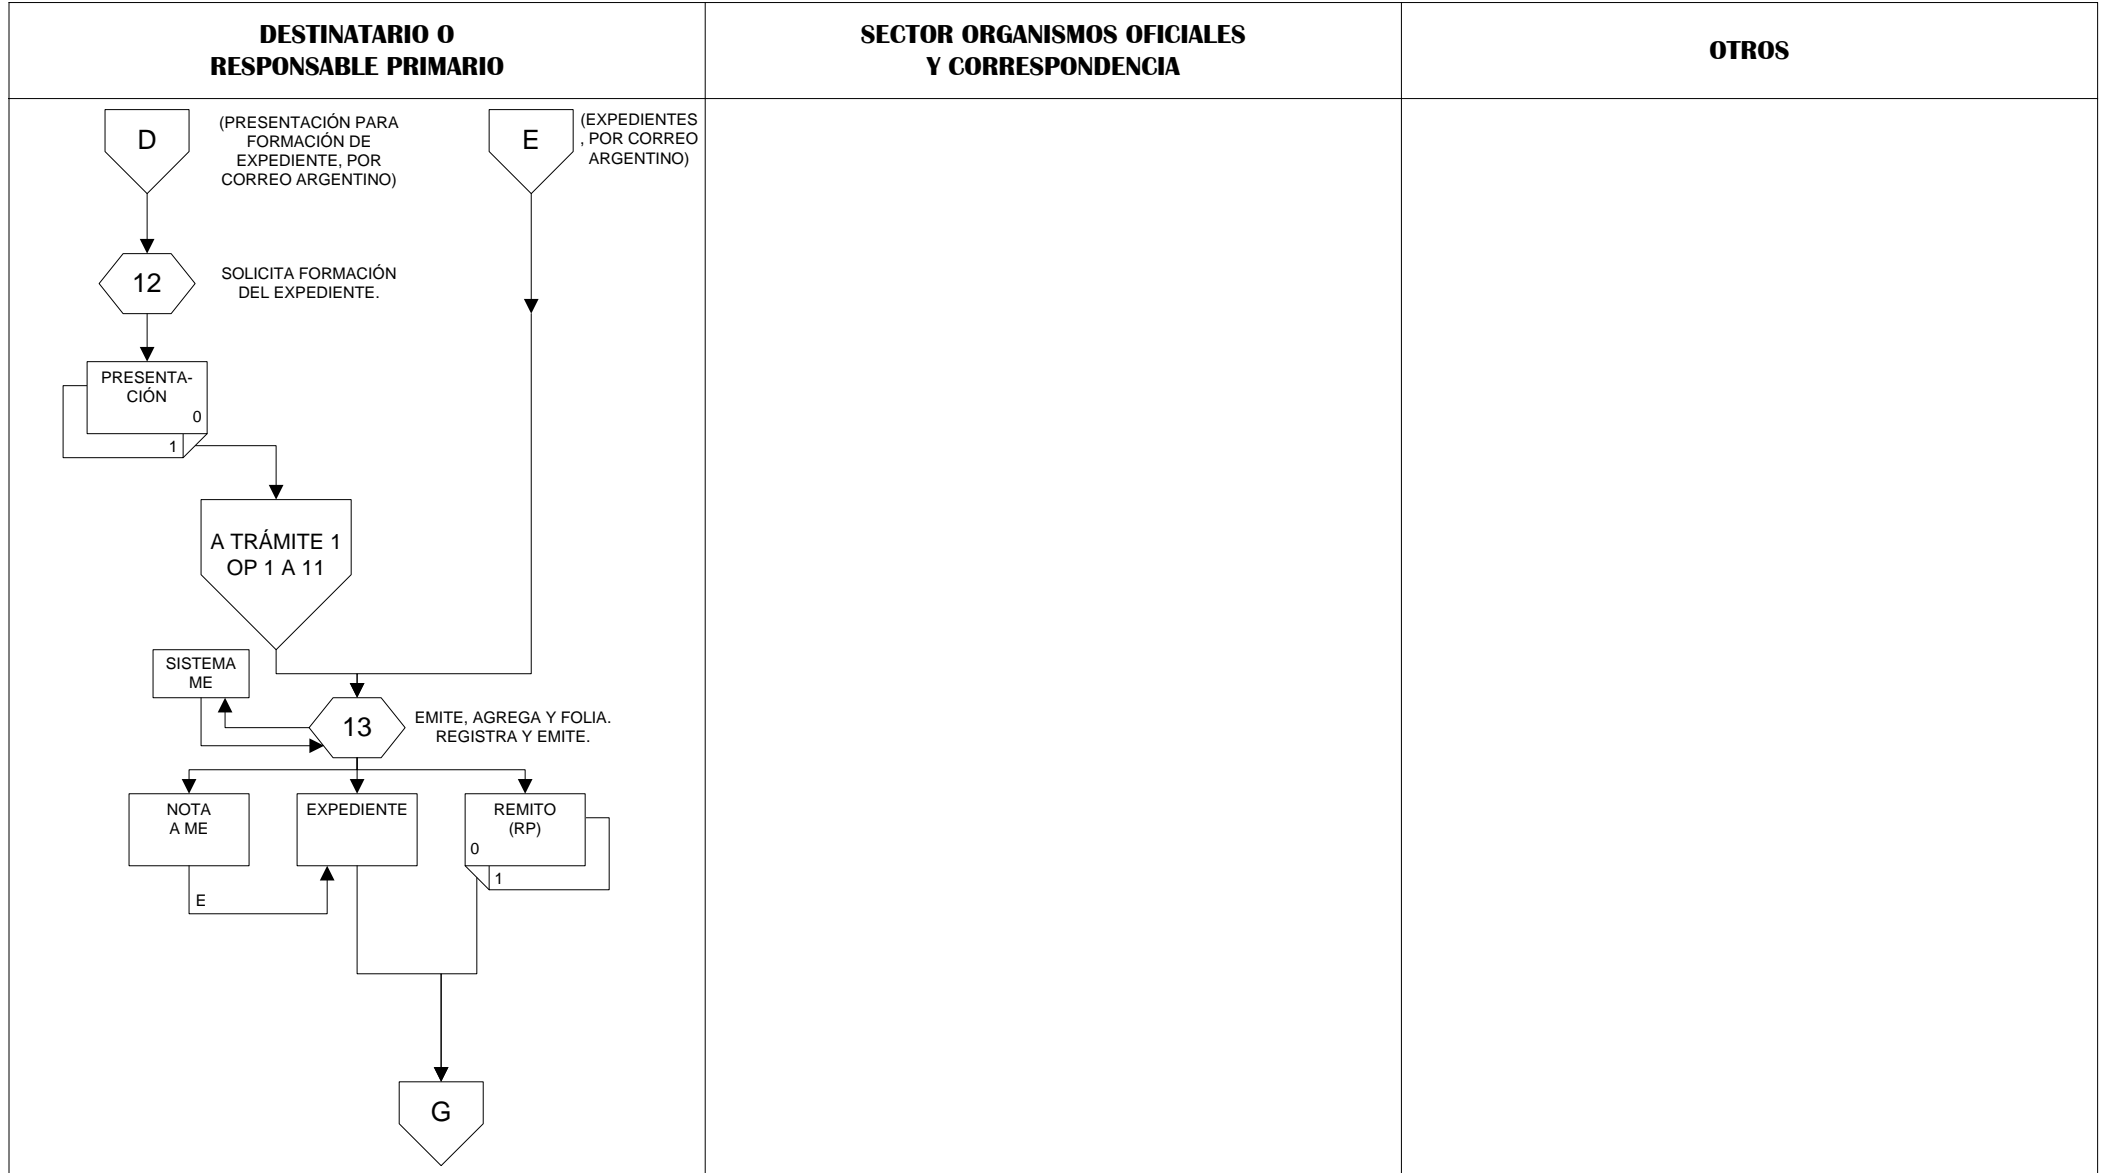 DESTINATARIO O
RESPONSABLE PRIMARIO
SECTOR ORGANISMOS OFICIALES
Y CORRESPONDENCIA
OTROS
D
(PRESENTACIÓN PARA
FORMACIÓN DE
EXPEDIENTE, POR
CORREO ARGENTINO)
E
(EXPEDIENTES
, POR CORREO
ARGENTINO)
12
SOLICITA FORMACIÓN
DEL EXPEDIENTE.
PRESENTA-
CIÓN
0
1
A TRÁMITE 1
OP 1 A 11
SISTEMA
ME
13
EMITE, AGREGA Y FOLIA.
REGISTRA Y EMITE.
NOTA
A ME
EXPEDIENTE
REMITO
(RP)
0
1
E
G